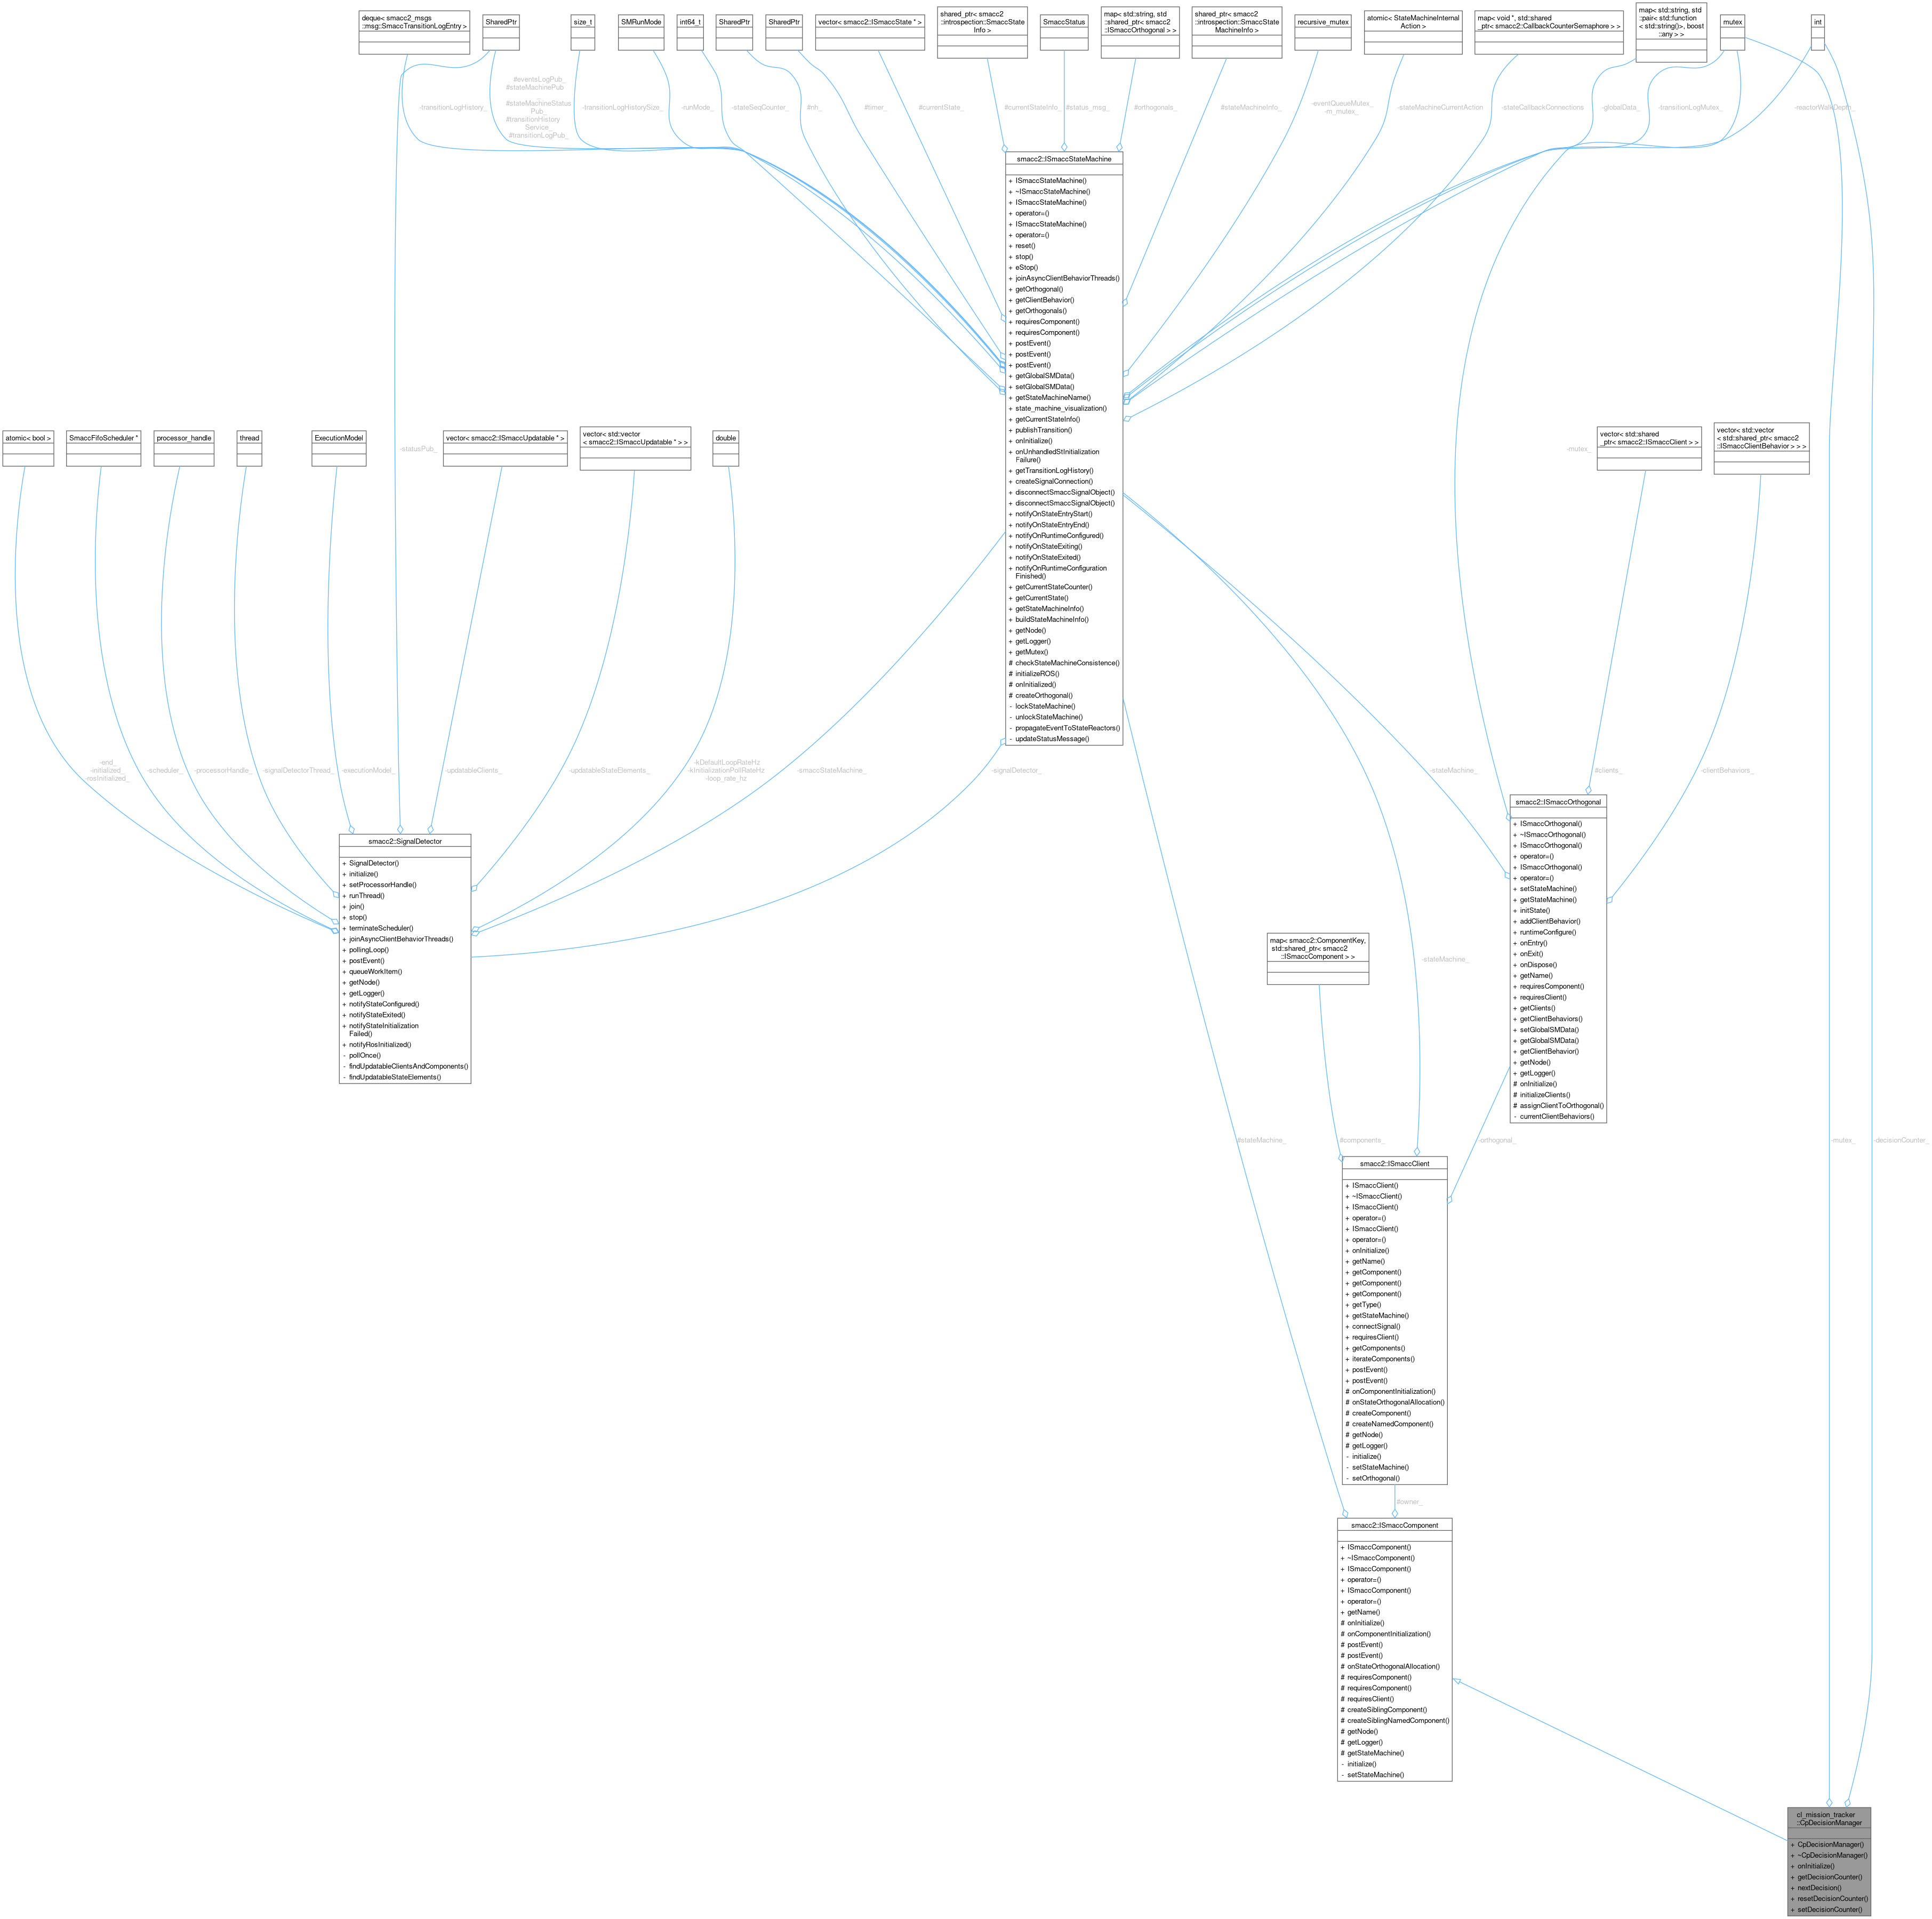 deque< smacc2_msgs
::msg::SmaccTransitionLogEntry >
SharedPtr
size_t
SMRunMode
int64_t
SharedPtr
SharedPtr
vector< smacc2::ISmaccState * >
shared_ptr< smacc2
::introspection::SmaccState
Info >
SmaccStatus
map< std::string, std
::shared_ptr< smacc2
::ISmaccOrthogonal > >
shared_ptr< smacc2
::introspection::SmaccState
MachineInfo >
recursive_mutex
atomic< StateMachineInternal
Action >
map< void *, std::shared
_ptr< smacc2::CallbackCounterSemaphore > >
map< std::string, std
::pair< std::function
< std::string()>, boost
::any > >
mutex
int
-transitionLogHistory_
#eventsLogPub_
#stateMachinePub
_
#stateMachineStatus
Pub_
#transitionHistory
Service_
#transitionLogPub_
-transitionLogHistorySize_
-runMode_
-stateSeqCounter_
#nh_
#timer_
#currentState_
#currentStateInfo_
#status_msg_
#orthogonals_
#stateMachineInfo_
-eventQueueMutex_
-m_mutex_
-stateMachineCurrentAction
-stateCallbackConnections
-globalData_
-transitionLogMutex_
-reactorWalkDepth_
smacc2::ISmaccStateMachine
+ ISmaccStateMachine()
+ ~ISmaccStateMachine()
+ ISmaccStateMachine()
+ operator=()
+ ISmaccStateMachine()
+ operator=()
+ reset()
+ stop()
+ eStop()
+ joinAsyncClientBehaviorThreads()
+ getOrthogonal()
+ getClientBehavior()
+ getOrthogonals()
+ requiresComponent()
+ requiresComponent()
+ postEvent()
+ postEvent()
+ postEvent()
+ getGlobalSMData()
+ setGlobalSMData()
+ getStateMachineName()
+ state_machine_visualization()
+ getCurrentStateInfo()
+ publishTransition()
+ onInitialize()
+ onUnhandledStInitialization
Failure()
+ getTransitionLogHistory()
+ createSignalConnection()
+ disconnectSmaccSignalObject()
+ disconnectSmaccSignalObject()
+ notifyOnStateEntryStart()
+ notifyOnStateEntryEnd()
+ notifyOnRuntimeConfigured()
+ notifyOnStateExiting()
+ notifyOnStateExited()
+ notifyOnRuntimeConfiguration
Finished()
+ getCurrentStateCounter()
+ getCurrentState()
+ getStateMachineInfo()
+ buildStateMachineInfo()
+ getNode()
+ getLogger()
+ getMutex()
# checkStateMachineConsistence()
# initializeROS()
# onInitialized()
# createOrthogonal()
- lockStateMachine()
- unlockStateMachine()
- propagateEventToStateReactors()
- updateStatusMessage()
atomic< bool >
SmaccFifoScheduler *
processor_handle
thread
ExecutionModel
vector< smacc2::ISmaccUpdatable * >
vector< std::vector
< smacc2::ISmaccUpdatable * > >
double
vector< std::shared
_ptr< smacc2::ISmaccClient > >
vector< std::vector
< std::shared_ptr< smacc2
::ISmaccClientBehavior > > >
-statusPub_
-mutex_
-end_
-initialized_
-rosInitialized_
-scheduler_
-processorHandle_
-signalDetectorThread_
-executionModel_
-updatableClients_
-updatableStateElements_
-kDefaultLoopRateHz
-kInitializationPollRateHz
-loop_rate_hz
-smaccStateMachine_
-signalDetector_
-stateMachine_
#clients_
-clientBehaviors_
smacc2::SignalDetector
+ SignalDetector()
+ initialize()
+ setProcessorHandle()
+ runThread()
+ join()
+ stop()
+ terminateScheduler()
+ joinAsyncClientBehaviorThreads()
+ pollingLoop()
+ postEvent()
+ queueWorkItem()
+ getNode()
+ getLogger()
+ notifyStateConfigured()
+ notifyStateExited()
+ notifyStateInitialization
Failed()
+ notifyRosInitialized()
- pollOnce()
- findUpdatableClientsAndComponents()
- findUpdatableStateElements()
smacc2::ISmaccOrthogonal
+ ISmaccOrthogonal()
+ ~ISmaccOrthogonal()
+ ISmaccOrthogonal()
+ operator=()
+ ISmaccOrthogonal()
+ operator=()
+ setStateMachine()
+ getStateMachine()
+ initState()
+ addClientBehavior()
+ runtimeConfigure()
+ onEntry()
+ onExit()
+ onDispose()
+ getName()
+ requiresComponent()
+ requiresClient()
+ getClients()
+ getClientBehaviors()
+ setGlobalSMData()
+ getGlobalSMData()
+ getClientBehavior()
+ getNode()
+ getLogger()
# onInitialize()
# initializeClients()
# assignClientToOrthogonal()
- currentClientBehaviors()
map< smacc2::ComponentKey,
std::shared_ptr< smacc2
::ISmaccComponent > >
-stateMachine_
#stateMachine_
#components_
-orthogonal_
-mutex_
-decisionCounter_
smacc2::ISmaccClient
+ ISmaccClient()
+ ~ISmaccClient()
+ ISmaccClient()
+ operator=()
+ ISmaccClient()
+ operator=()
+ onInitialize()
+ getName()
+ getComponent()
+ getComponent()
+ getComponent()
+ getType()
+ getStateMachine()
+ connectSignal()
+ requiresClient()
+ getComponents()
+ iterateComponents()
+ postEvent()
+ postEvent()
# onComponentInitialization()
# onStateOrthogonalAllocation()
# createComponent()
# createNamedComponent()
# getNode()
# getLogger()
- initialize()
- setStateMachine()
- setOrthogonal()
#owner_
smacc2::ISmaccComponent
+ ISmaccComponent()
+ ~ISmaccComponent()
+ ISmaccComponent()
+ operator=()
+ ISmaccComponent()
+ operator=()
+ getName()
# onInitialize()
# onComponentInitialization()
# postEvent()
# postEvent()
# onStateOrthogonalAllocation()
# requiresComponent()
# requiresComponent()
# requiresClient()
# createSiblingComponent()
# createSiblingNamedComponent()
# getNode()
# getLogger()
# getStateMachine()
- initialize()
- setStateMachine()
cl_mission_tracker
::CpDecisionManager
+ CpDecisionManager()
+ ~CpDecisionManager()
+ onInitialize()
+ getDecisionCounter()
+ nextDecision()
+ resetDecisionCounter()
+ setDecisionCounter()